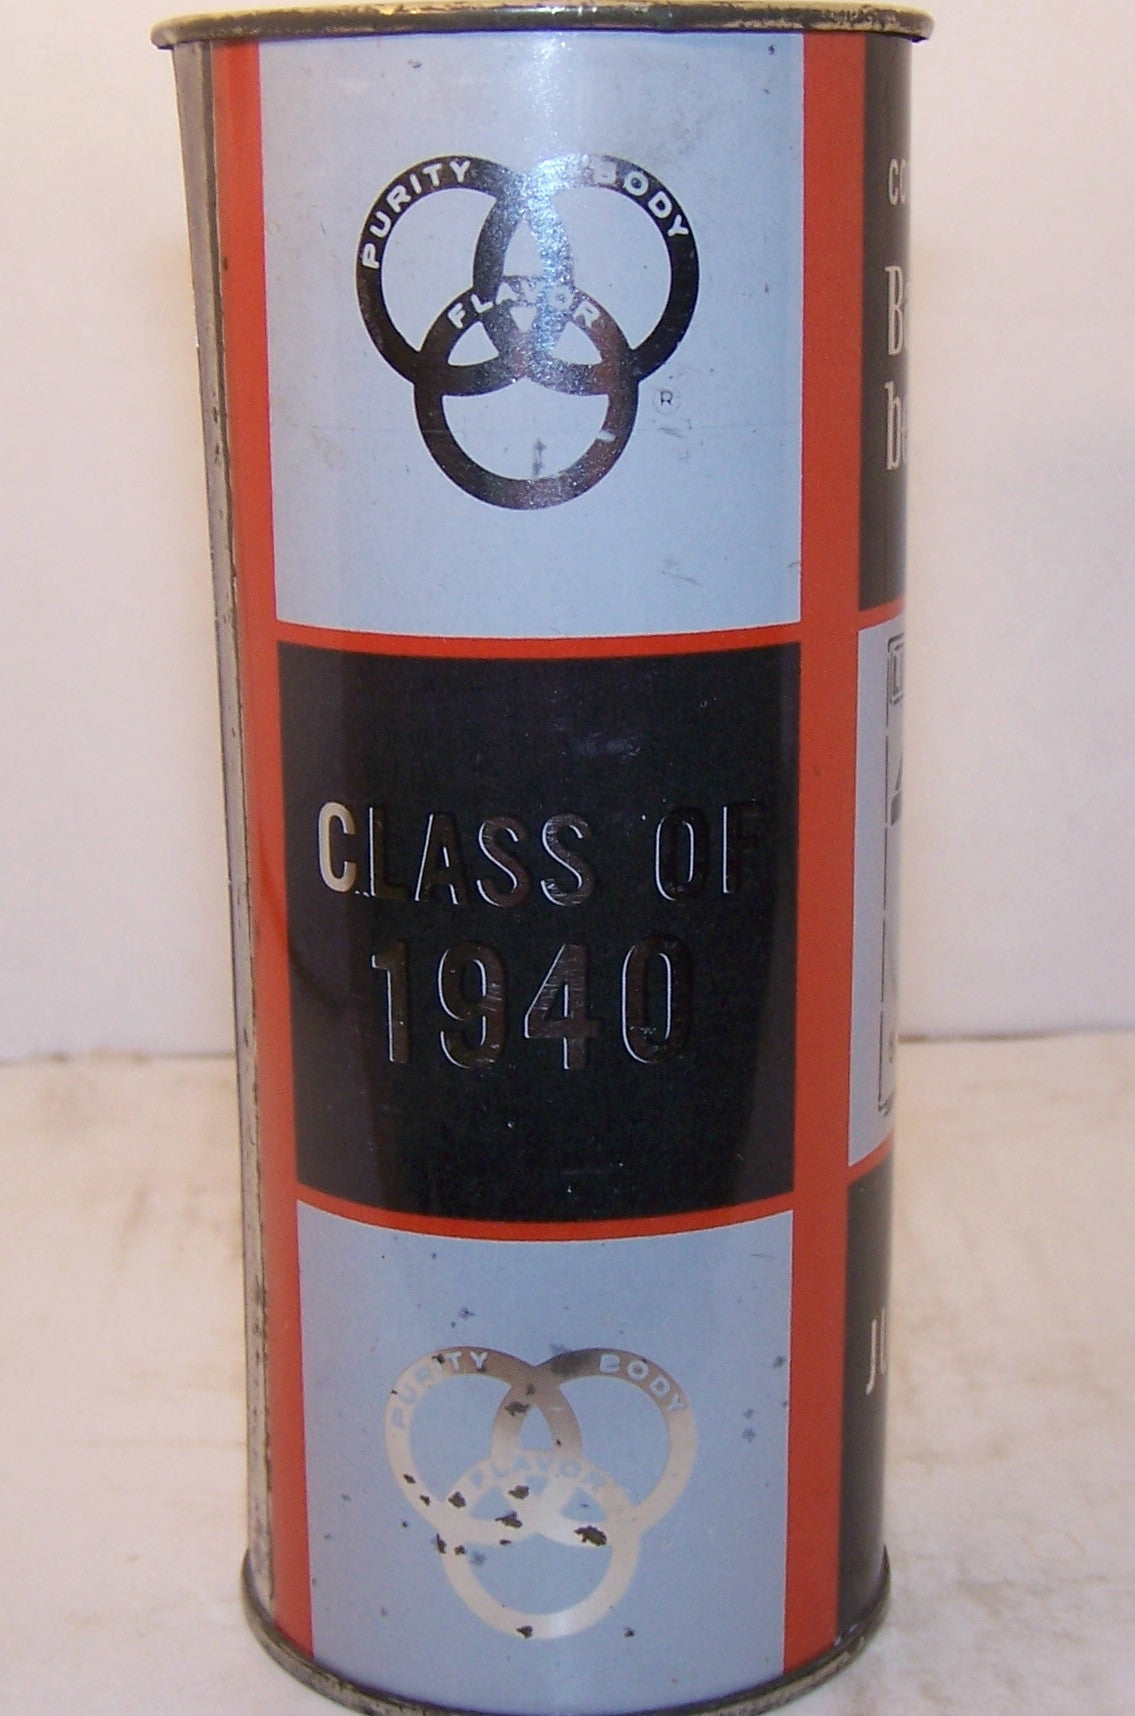 PURITY BODY
FLAVOR
®
CLASS OF
1940
PURITY BODY
FLAVOR